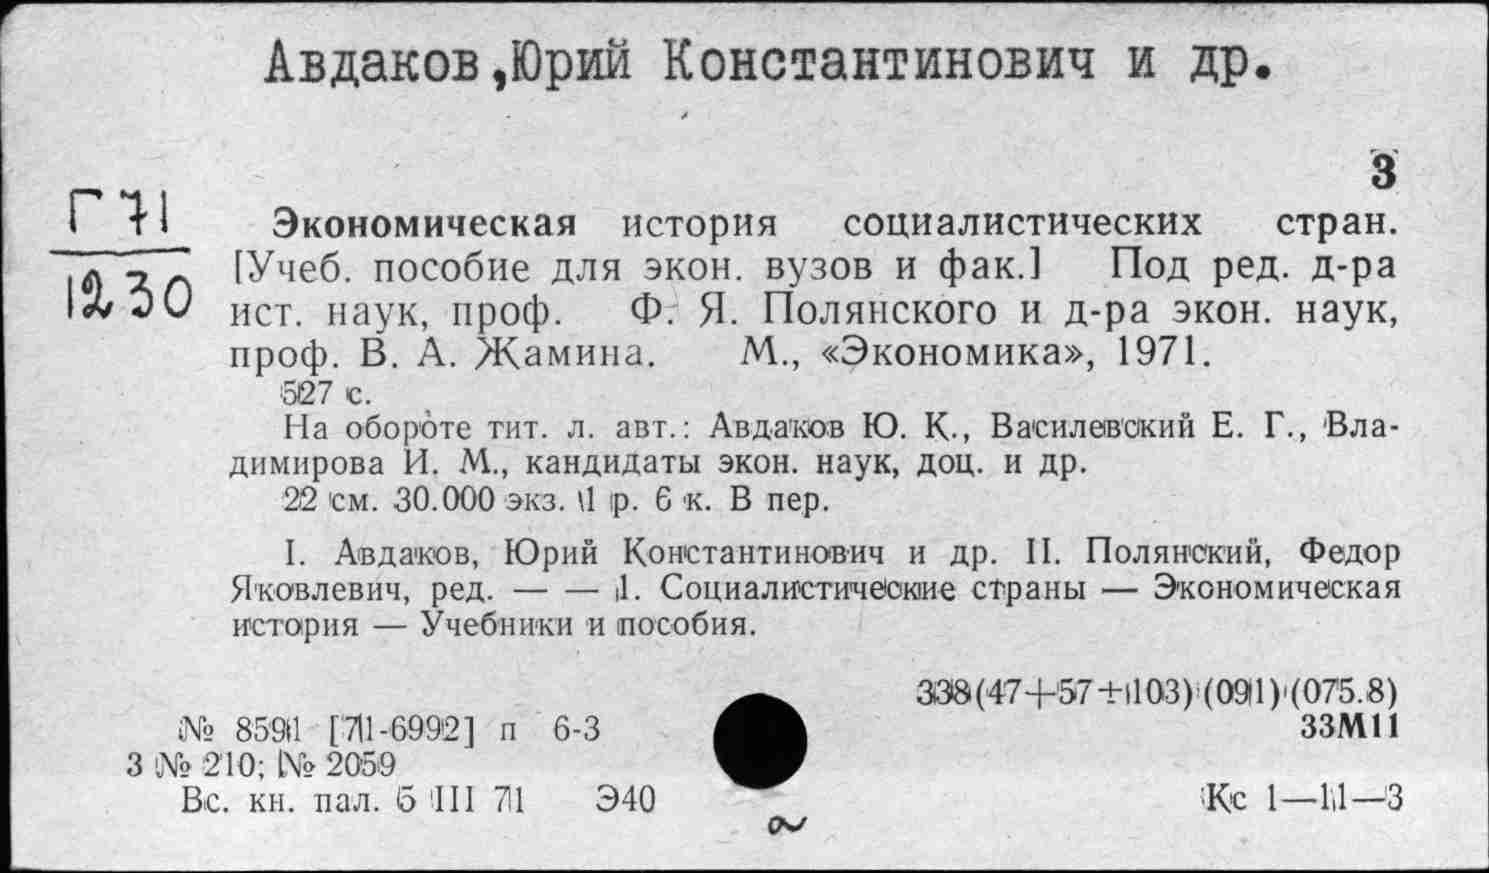 Авдаков,Юрий Константинович и др.
3
Г71
1230
Экономическая история социалистических стран.
[Учеб. пособие для экон. вузов и фак.] Под ред. д-ра
ист. наук, проф. Ф. Я. Полянского и д-ра экон. наук,
проф. В. А. Жамина. М., «Экономика», 1971.
527 с.
На обороте тит. л. авт.: Авдаков Ю. К., Василевский Е. Г., Вла-
димирова И. М., кандидаты экон. наук, доц. и др.
22 см. 30.000 экз. 1 р. 6 к. В пер.
I. Авдаков, Юрий Константинович и др. II. Полянский, Федор
Яковлевич, ред. — — 1. Социалистические страны — Экономическая
история — Учебники и пособия.
338(47+57+103)(091)(075.8)
№ 8591 [71-6992] п 6-3
33М11
3 № 210; № 2059
Вс. кн. пал. 5 III 71 Э40
Кс 1—11—3